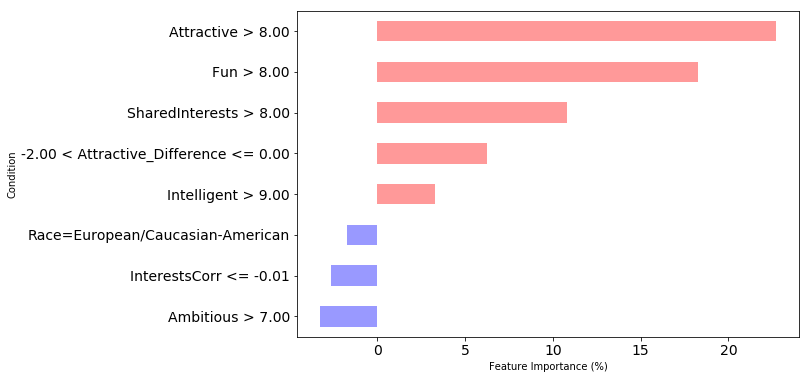 Attractive > 8.00
Fun > 8.00
SharedInterests > 8.00
-2.00 < Attractive_Difference <= 0.00
Intelligent > 9.00
Race=European/Caucasian-American
InterestsCorr <= -0.01
Ambitious > 7.00
Condition
0 5 10 15 20
Feature Importance (%)